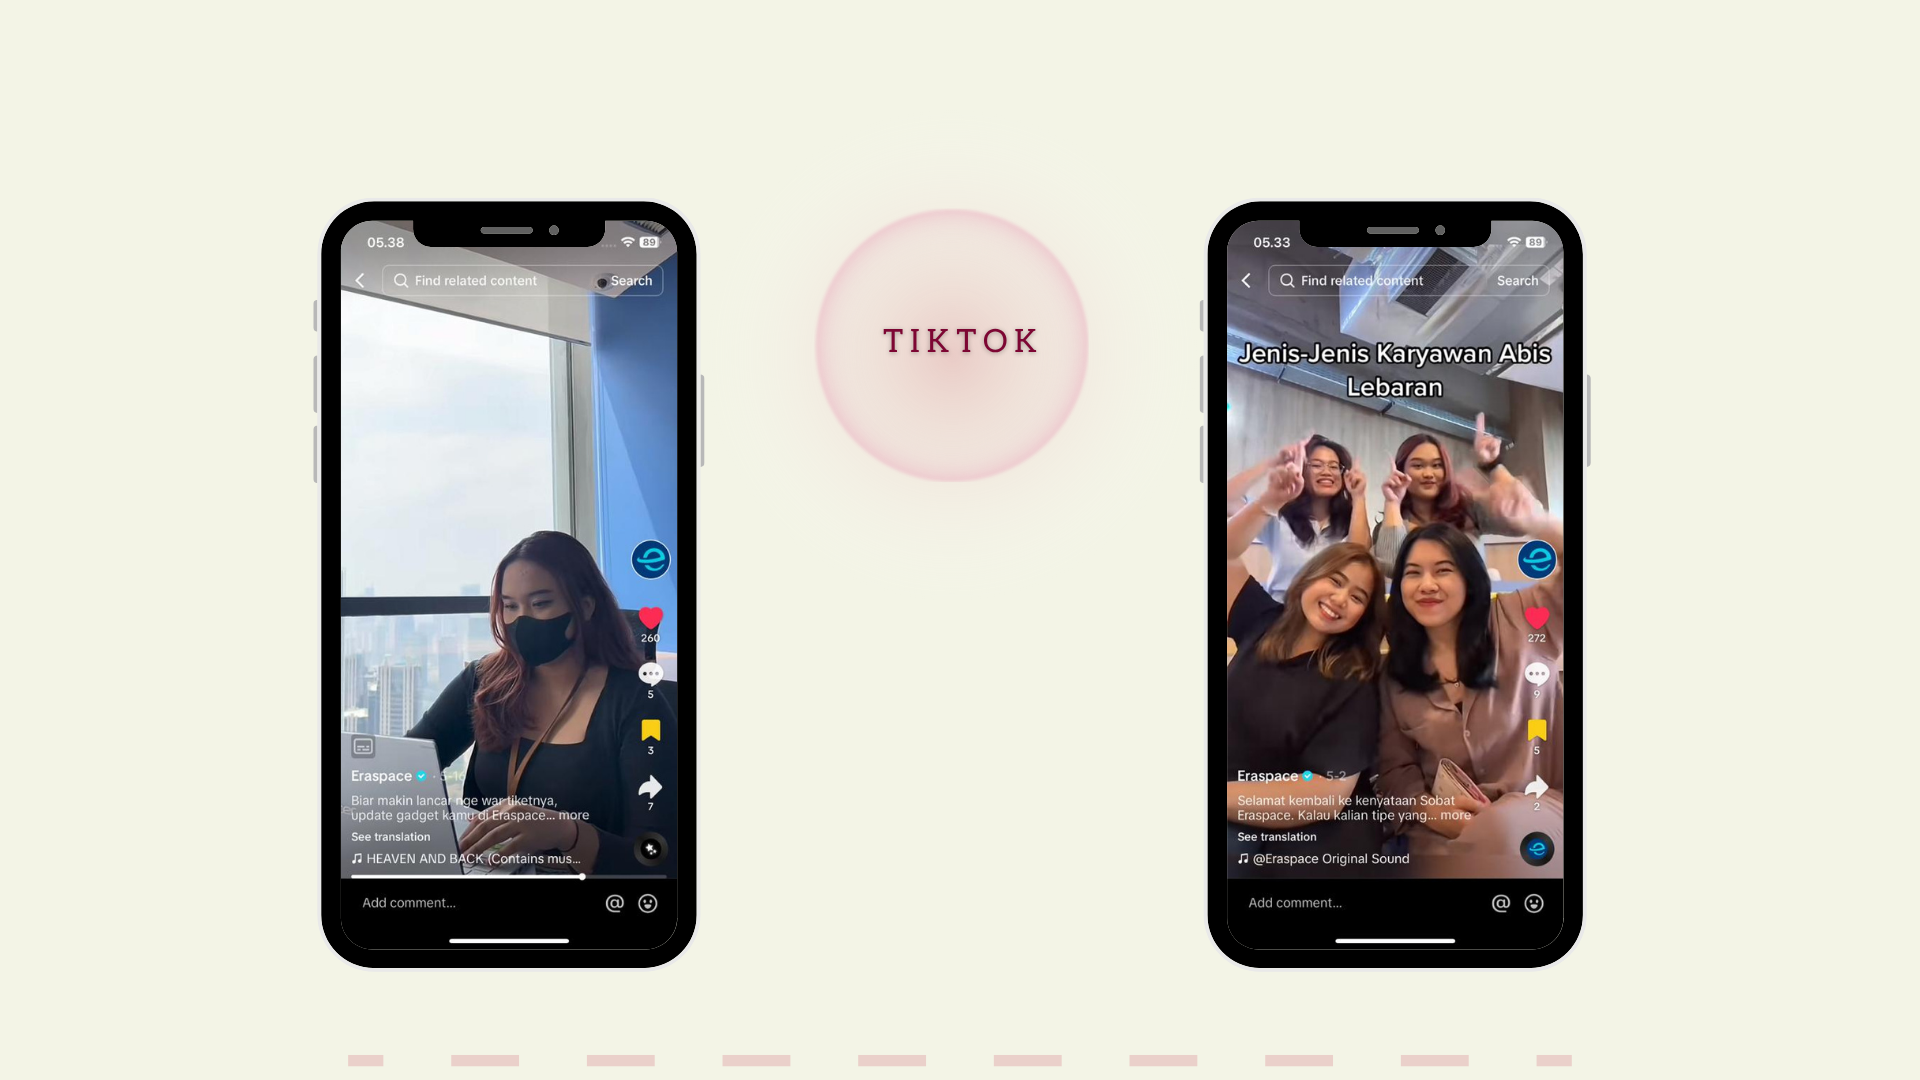 05.38
89
Find related content
Search
260
5
3
7
Eraspace · 5-16
Biar makin lancar nge war tiketnya,
update gadget kamu di Eraspace... more
See translation
HEAVEN AND BACK (Contains mus...
Add comment...
TIKTOK
05.33
89
Find related content
Search
Jenis-Jenis Karyawan Abis
Lebaran
272
9
5
2
Eraspace · 5-2
Selamat kembali ke kenyataan Sobat
Eraspace. Kalau kalian tipe yang... more
See translation
@Eraspace Original Sound
Add comment...